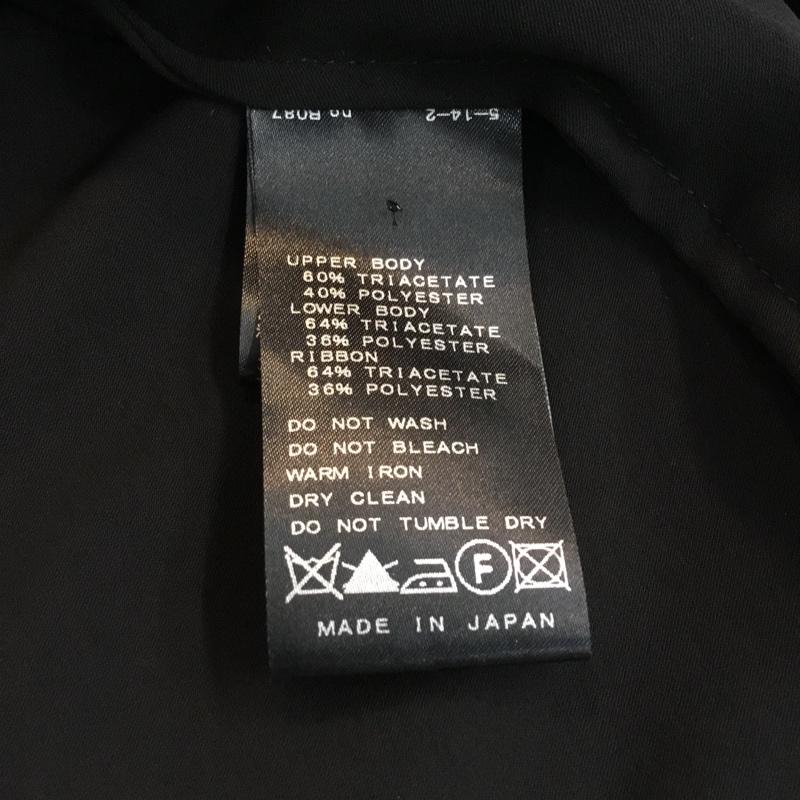 no R087 5-14-2
UPPER BODY
60% TRIACETATE
40% POLYESTER
LOWER BODY
64% TRIACETATE
36% POLYESTER
RIBBON
64% TRIACETATE
36% POLYESTER
DO NOT WASH
DO NOT BLEACH
WARM IRON
DRY CLEAN
DO NOT TUMBLE DRY
F
MADE IN JAPAN